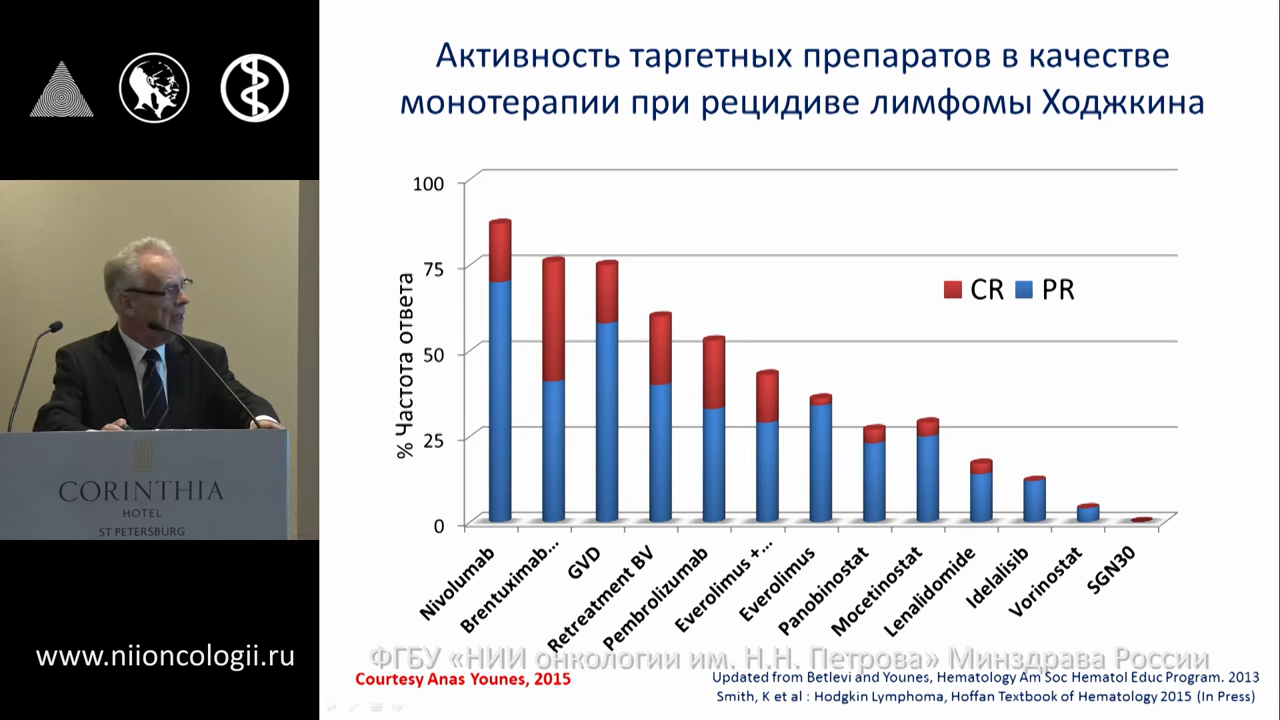 Активность таргетных препаратов в качестве
монотерапии при рецидиве лимфомы Ходжкина
% Частота ответа
100
75
50
25
0
CR PR
Nivolumab
Brentuximab...
GVD
Retreatment BV
Pembrolizumab
Everolimus +...
Everolimus
Panobinostat
Mocetinostat
Lenalidomide
Idelalisib
Vorinostat
SGN30
CORINTHIA
HOTEL
ST PETERSBURG
www.niioncologii.ru
ФГБУ «НИИ онкологии им. Н.Н. Петрова» Минздрава России
Courtesy Anas Younes, 2015
Updated from Betlevi and Younes, Hematology Am Soc Hematol Educ Program. 2013
Smith, K et al : Hodgkin Lymphoma, Hoffan Textbook of Hematology 2015 (In Press)